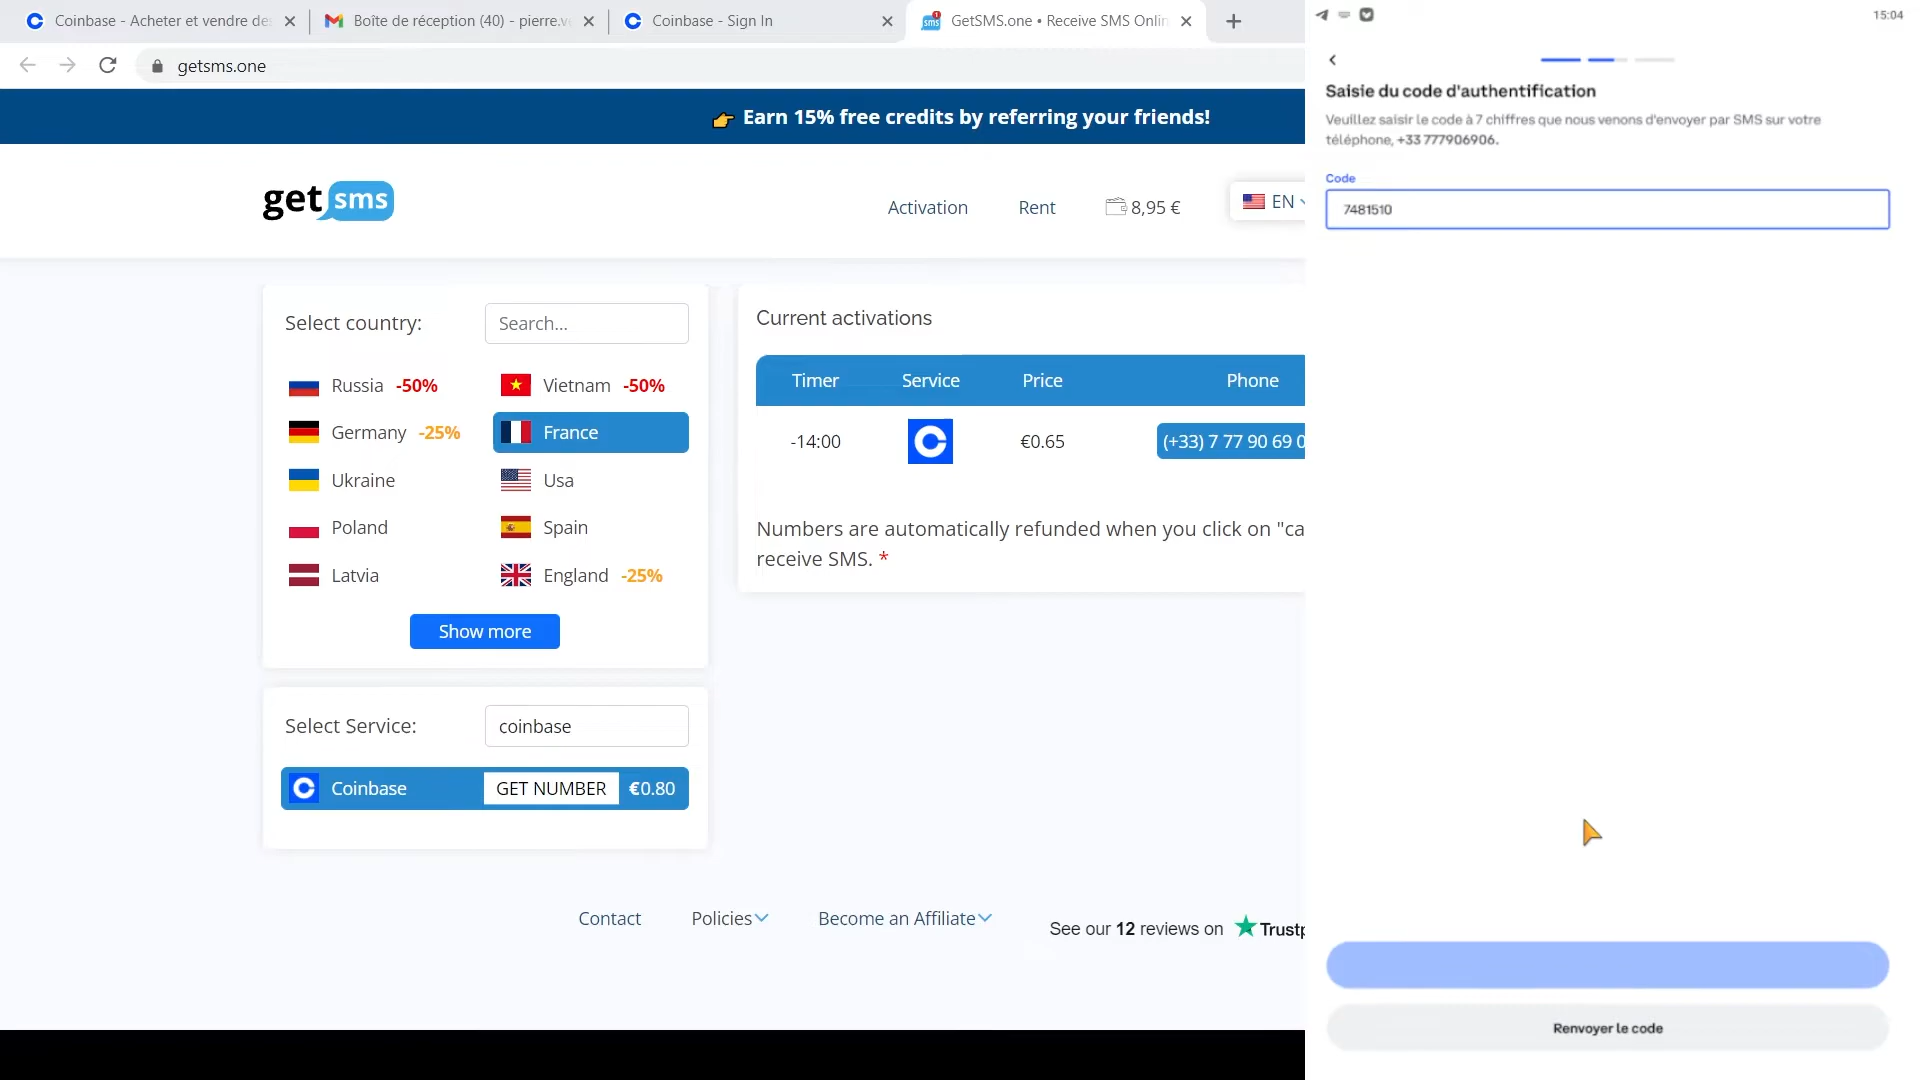 Coinbase - Acheter et vendre des
Boîte de réception (40) - pierre.ve
Coinbase - Sign In
GetSMS.one • Receive SMS Onlin
getsms.one
👉 Earn 15% free credits by referring your friends!
get sms
Activation
Rent
8,95 €
EN
Select country:
Search...
Russia -50%
Vietnam -50%
Germany -25%
France
Ukraine
Usa
Poland
Spain
Latvia
England -25%
Show more
Select Service:
coinbase
Coinbase
GET NUMBER
€0.80
Current activations
Timer Service Price Phone
-14:00
€0.65
(+33) 7 77 90 69 0
Numbers are automatically refunded when you click on "ca
receive SMS. *
Contact
Policies
Become an Affiliate
See our 12 reviews on
Trustp
15:04
Saisie du code d'authentification
Veuillez saisir le code à 7 chiffres que nous venons d'envoyer par SMS sur votre
téléphone, +33 777906906.
Code
7481510
Renvoyer le code